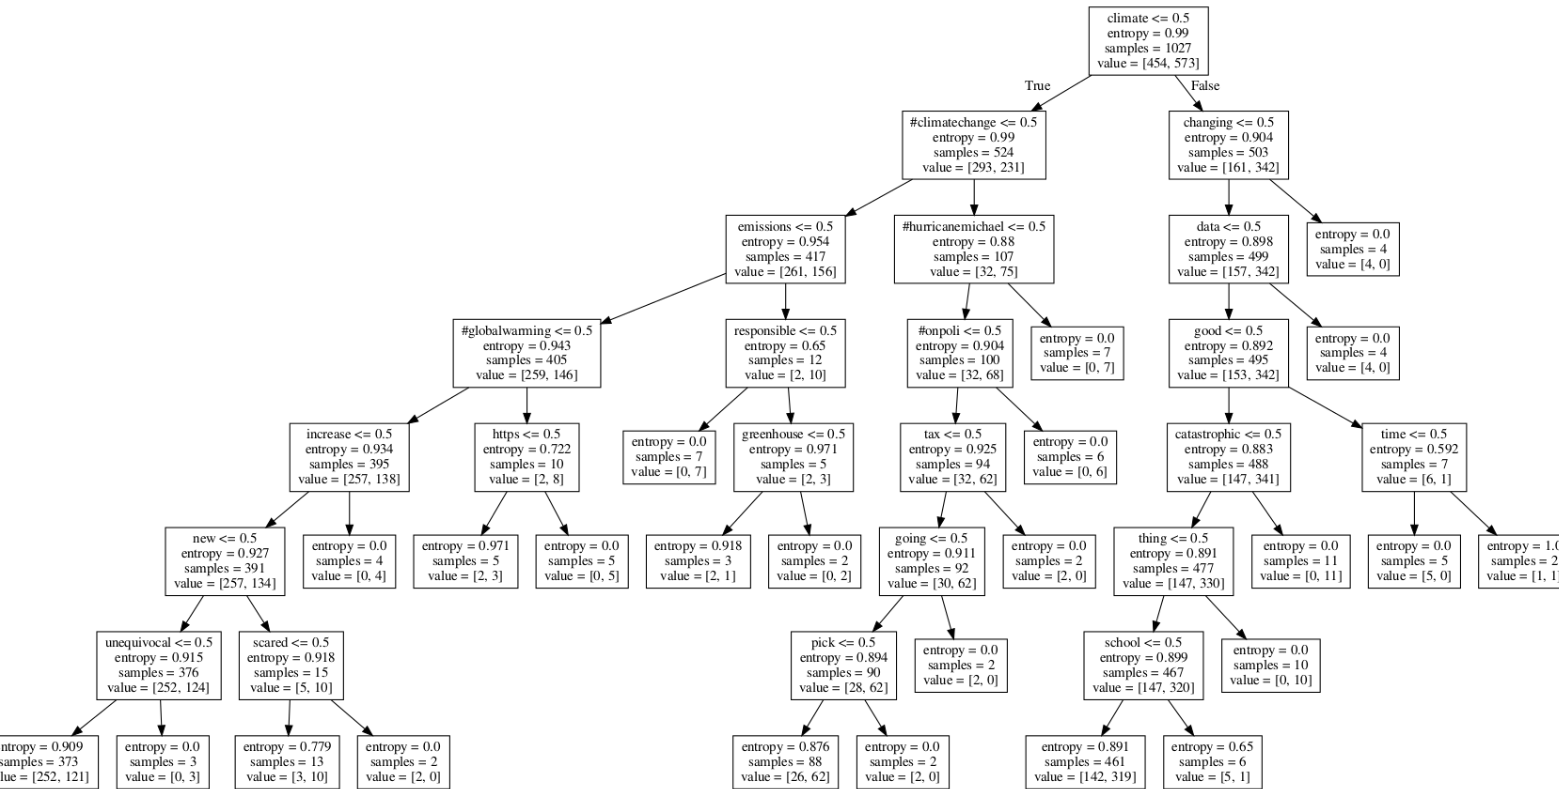 climate <= 0.5
entropy = 0.99
samples = 1027
value = [454, 573]
True
False
#climatechange <= 0.5
entropy = 0.99
samples = 524
value = [293, 231]
changing <= 0.5
entropy = 0.904
samples = 503
value = [161, 342]
emissions <= 0.5
entropy = 0.954
samples = 417
value = [261, 156]
#hurricanemichael <= 0.5
entropy = 0.88
samples = 107
value = [32, 75]
data <= 0.5
entropy = 0.898
samples = 499
value = [157, 342]
entropy = 0.0
samples = 4
value = [4, 0]
#globalwarming <= 0.5
entropy = 0.943
samples = 405
value = [259, 146]
responsible <= 0.5
entropy = 0.65
samples = 12
value = [2, 10]
#onpoli <= 0.5
entropy = 0.904
samples = 100
value = [32, 68]
entropy = 0.0
samples = 7
value = [0, 7]
good <= 0.5
entropy = 0.892
samples = 495
value = [153, 342]
entropy = 0.0
samples = 4
value = [4, 0]
increase <= 0.5
entropy = 0.934
samples = 395
value = [257, 138]
https <= 0.5
entropy = 0.722
samples = 10
value = [2, 8]
entropy = 0.0
samples = 7
value = [0, 7]
greenhouse <= 0.5
entropy = 0.971
samples = 5
value = [2, 3]
tax <= 0.5
entropy = 0.925
samples = 94
value = [32, 62]
entropy = 0.0
samples = 6
value = [0, 6]
catastrophic <= 0.5
entropy = 0.883
samples = 488
value = [147, 341]
time <= 0.5
entropy = 0.592
samples = 7
value = [6, 1]
new <= 0.5
entropy = 0.927
samples = 391
value = [257, 134]
entropy = 0.0
samples = 4
value = [0, 4]
entropy = 0.971
samples = 5
value = [2, 3]
entropy = 0.0
samples = 5
value = [0, 5]
entropy = 0.918
samples = 3
value = [2, 1]
entropy = 0.0
samples = 2
value = [0, 2]
going <= 0.5
entropy = 0.911
samples = 92
value = [30, 62]
entropy = 0.0
samples = 2
value = [2, 0]
thing <= 0.5
entropy = 0.891
samples = 477
value = [147, 330]
entropy = 0.0
samples = 11
value = [0, 11]
entropy = 0.0
samples = 5
value = [5, 0]
entropy = 1.0
samples = 2
value = [1, 1]
unequivocal <= 0.5
entropy = 0.915
samples = 376
value = [252, 124]
scared <= 0.5
entropy = 0.918
samples = 15
value = [5, 10]
pick <= 0.5
entropy = 0.894
samples = 90
value = [28, 62]
entropy = 0.0
samples = 2
value = [2, 0]
school <= 0.5
entropy = 0.899
samples = 467
value = [147, 320]
entropy = 0.0
samples = 10
value = [0, 10]
ntropy = 0.909
samples = 373
lue = [252, 121]
entropy = 0.0
samples = 3
value = [0, 3]
entropy = 0.779
samples = 13
value = [3, 10]
entropy = 0.0
samples = 2
value = [2, 0]
entropy = 0.876
samples = 88
value = [26, 62]
entropy = 0.0
samples = 2
value = [2, 0]
entropy = 0.891
samples = 461
value = [142, 319]
entropy = 0.65
samples = 6
value = [5, 1]